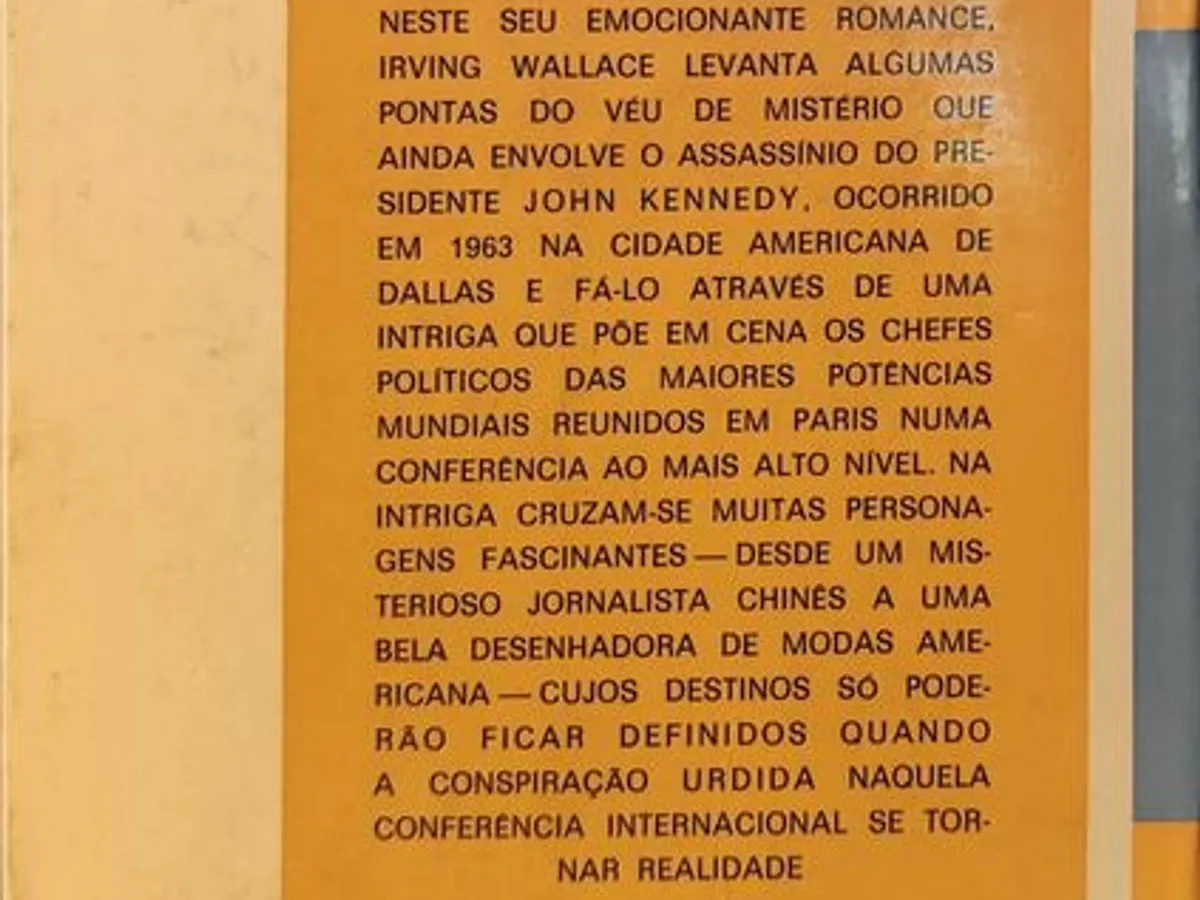 NESTE SEU EMOCIONANTE ROMANCE,
IRVING WALLACE LEVANTA ALGUMAS
PONTAS DO VÉU DE MISTÉRIO QUE
AINDA ENVOLVE O ASSASSÍNIO DO PRE-
SIDENTE JOHN KENNEDY, OCORRIDO
EM 1963 NA CIDADE AMERICANA DE
DALLAS E FÁ-LO ATRAVÉS DE UMA
INTRIGA QUE PÕE EM CENA OS CHEFES
POLÍTICOS DAS MAIORES POTÊNCIAS
MUNDIAIS REUNIDOS EM PARIS NUMA
CONFERÊNCIA AO MAIS ALTO NÍVEL. NA
INTRIGA CRUZAM-SE MUITAS PERSONA-
GENS FASCINANTES — DESDE UM MIS-
TERIOSO JORNALISTA CHINÊS A UMA
BELA DESENHADORA DE MODAS AME-
RICANA — CUJOS DESTINOS SÓ PODE-
RÃO FICAR DEFINIDOS QUANDO
A CONSPIRAÇÃO URDIDA NAQUELA
CONFERÊNCIA INTERNACIONAL SE TOR-
NAR REALIDADE